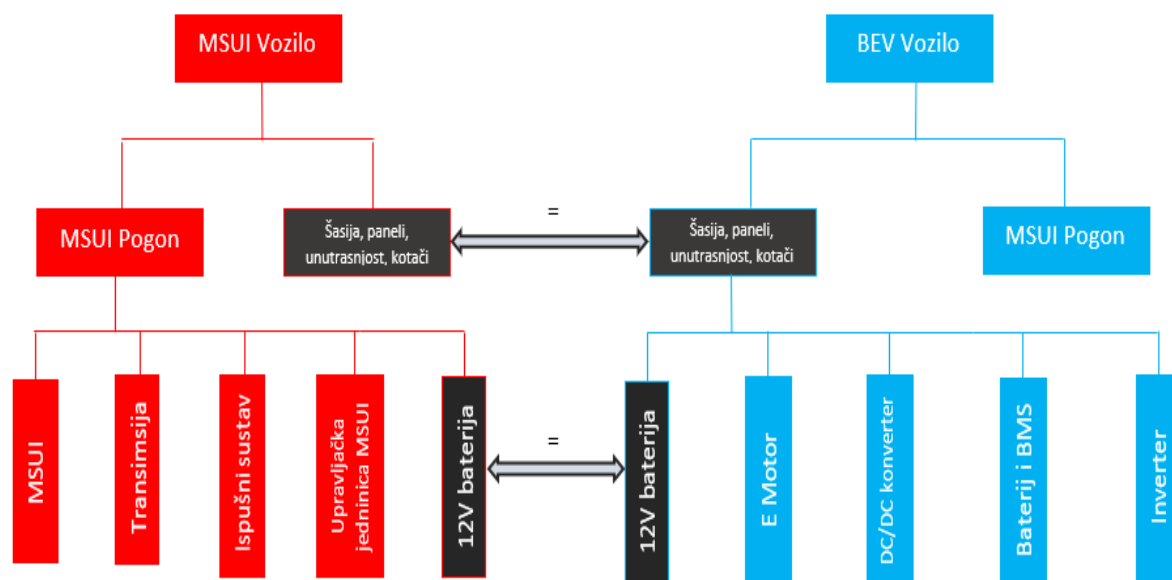 MSUI Vozilo
BEV Vozilo
MSUI Pogon
Šasija, paneli,
unutrasnjost, kotači
=
Šasija, paneli,
unutrasnjost, kotači
MSUI Pogon
MSUI
Transimsija
Ispušni sustav
Upravljačka
jedninica MSUI
12V baterija
=
12V baterija
E Motor
DC/DC konverter
Baterij i BMS
Inverter